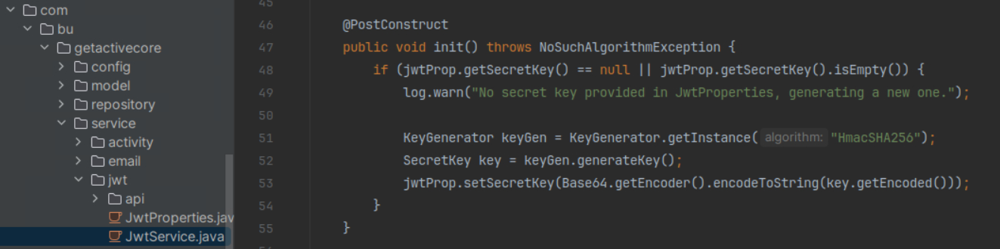 com
bu
getactivecore
config
model
repository
service
activity
email
jwt
api
JwtProperties.jav
JwtService.java
45
46 @PostConstruct
47 public void init() throws NoSuchAlgorithmException {
48 if (jwtProp.getSecretKey() == null || jwtProp.getSecretKey().isEmpty()) {
49 log.warn("No secret key provided in JwtProperties, generating a new one.");
50
51 KeyGenerator keyGen = KeyGenerator.getInstance( algorithm: "HmacSHA256");
52 SecretKey key = keyGen.generateKey();
53 jwtProp.setSecretKey(Base64.getEncoder().encodeToString(key.getEncoded()));
54 }
55 }